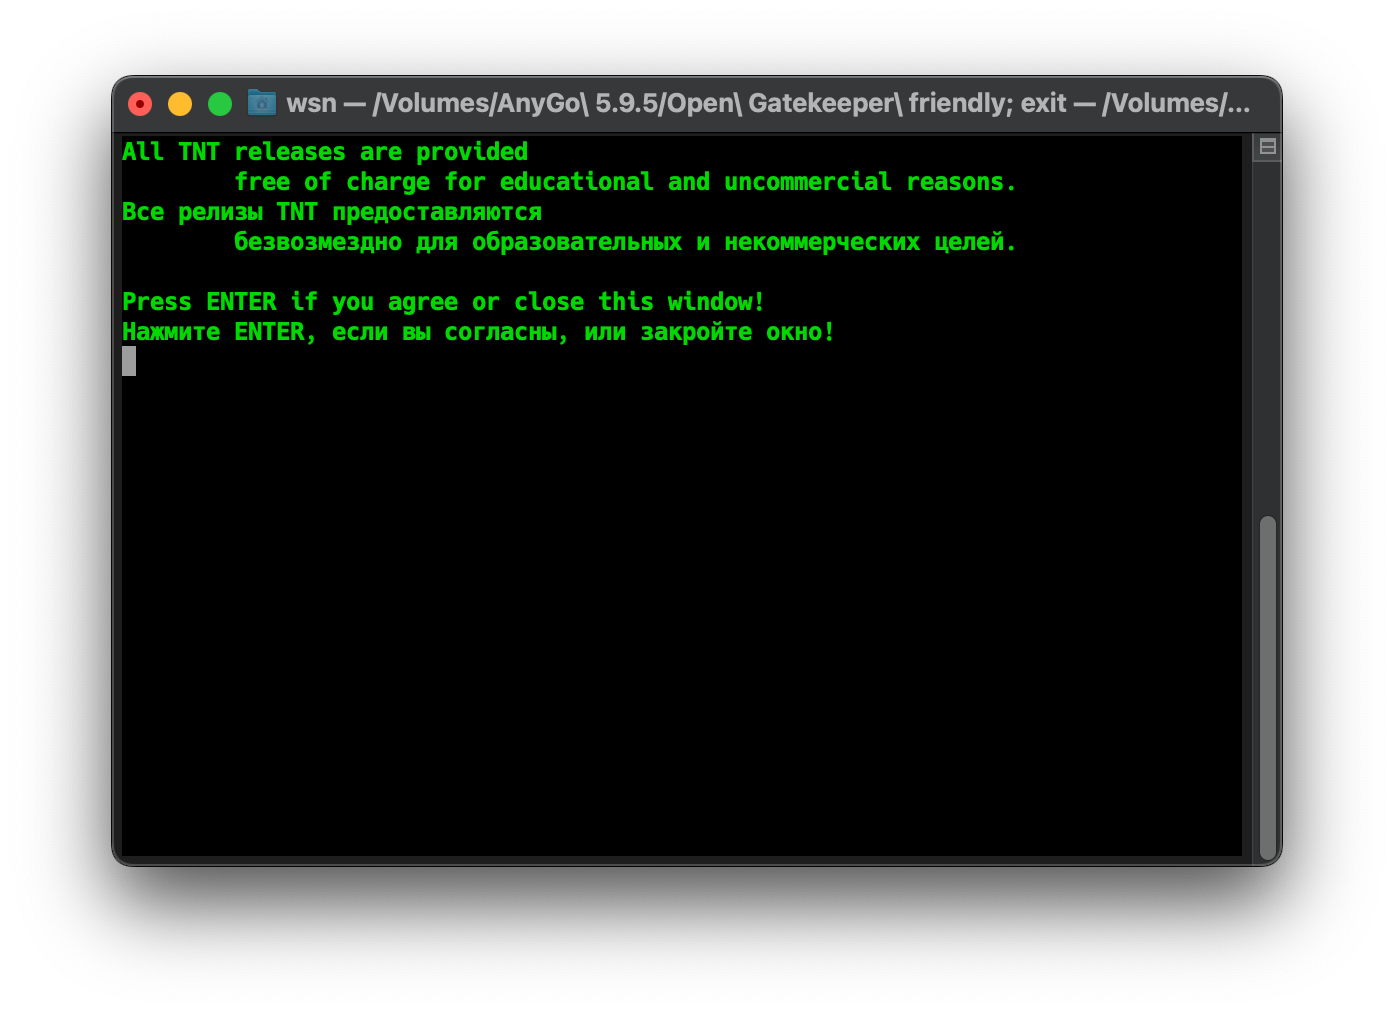 wsn — /Volumes/AnyGo\ 5.9.5/Open\ Gatekeeper\ friendly; exit — /Volumes/...
All TNT releases are provided
free of charge for educational and uncommercial reasons.
Все релизы TNT предоставляются
безвозмездно для образовательных и некоммерческих целей.
Press ENTER if you agree or close this window!
Нажмите ENTER, если вы согласны, или закройте окно!